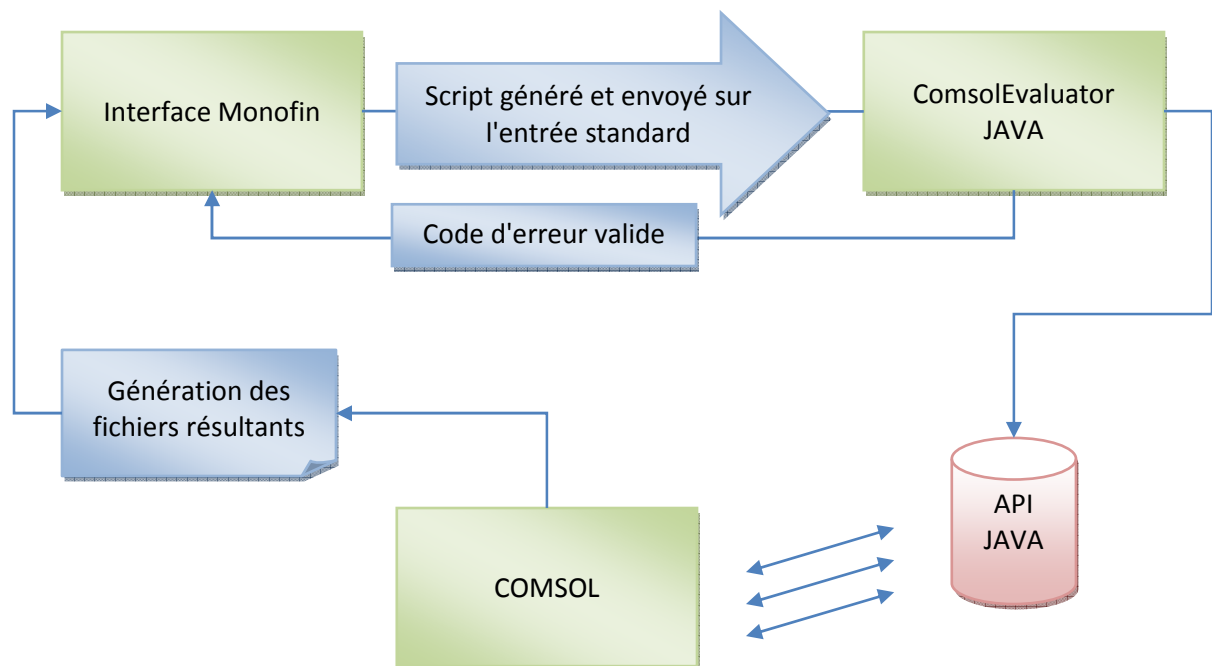 Interface Monofin
Script généré et envoyé sur
l'entrée standard
ComsolEvaluator
JAVA
Code d'erreur valide
Génération des
fichiers résultants
API
JAVA
COMSOL